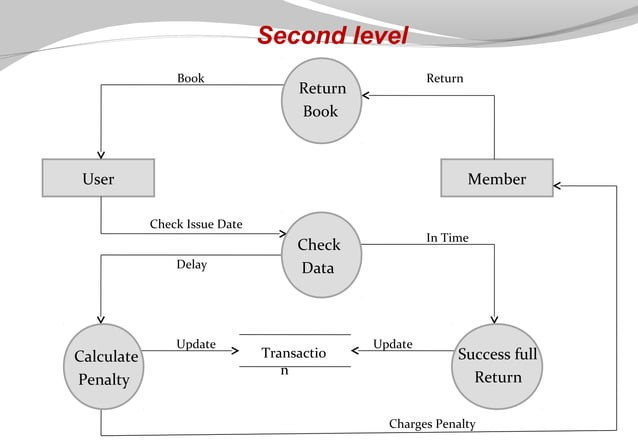 Second level
Book
Return
Return
Book
User
Member
Check Issue Date
Check
Data
In Time
Delay
Calculate
Penalty
Update
Transactio
n
Update
Success full
Return
Charges Penalty